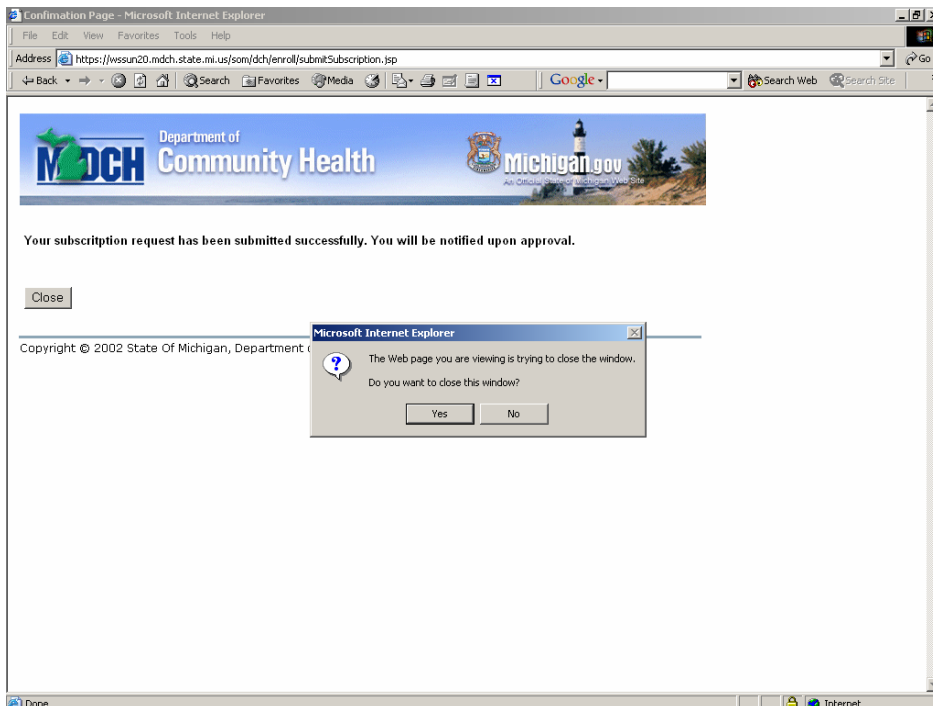 Confimation Page - Microsoft Internet Explorer
File Edit View Favorites Tools Help
Address https://wssun20.mdch.state.mi.us/som/dch/enroll/submitSubscription.jsp Go
Back Search Favorites Media Google Search Web Search Site
MDCH Department of Community Health
Michigan.gov
An Official State of Michigan Web Site
Your subscritption request has been submitted successfully. You will be notified upon approval.
Close
Copyright © 2002 State Of Michigan, Department
Microsoft Internet Explorer
The Web page you are viewing is trying to close the window.
Do you want to close this window?
Yes No
Done Internet